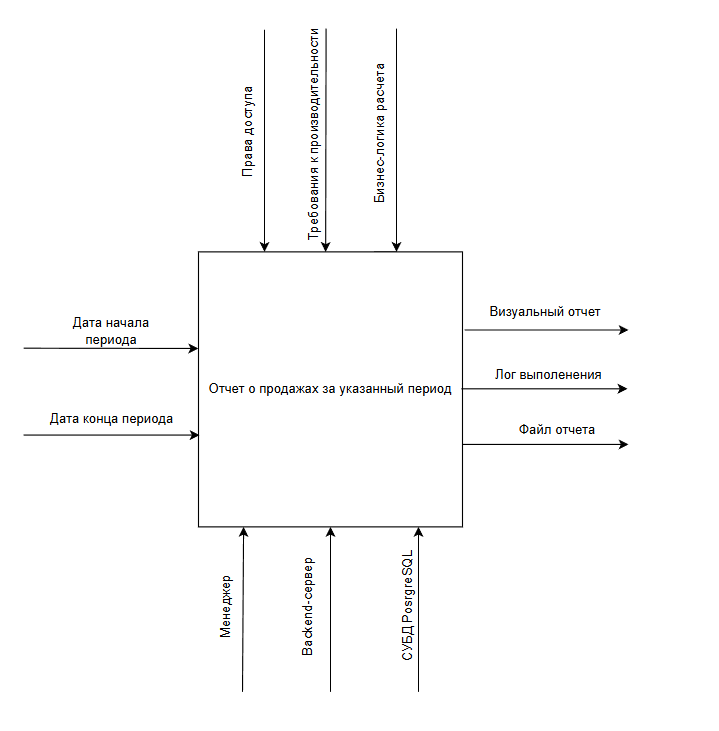 Права доступа
Требования к производительности
Бизнес-логика расчета
Дата начала
периода
Дата конца периода
Отчет о продажах за указанный период
Визуальный отчет
Лог выполенения
Файл отчета
Менеджер
Backend-сервер
СУБД PosrgreSQL